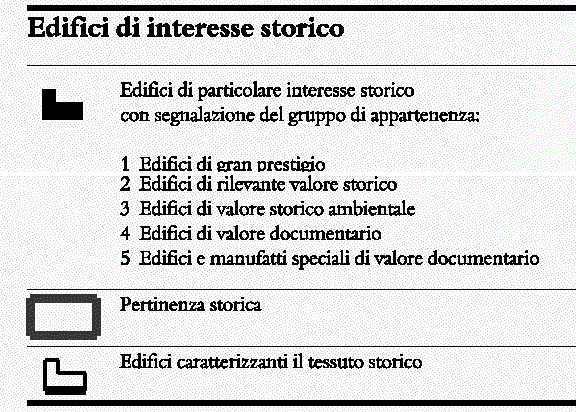 Edifici di interesse storico
Edifici di particolare interesse storico
con segnalazione del gruppo di appartenenza:
1 Edifici di gran prestigio
2 Edifici di rilevante valore storico
3 Edifici di valore storico ambientale
4 Edifici di valore documentario
5 Edifici e manufatti speciali di valore documentario
Pertinenza storica
Edifici caratterizzanti il tessuto storico